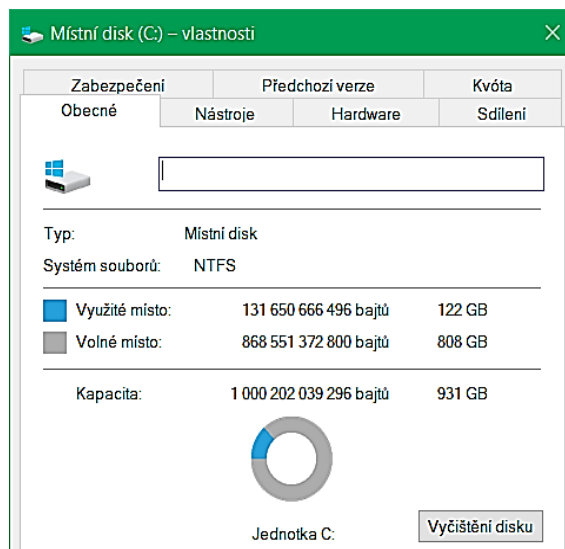 Místní disk (C:) – vlastnosti
Zabezpečení Předchozí verze Kvóta
Obecné Nástroje Hardware Sdílení
Typ: Místní disk
Systém souborů: NTFS
Využité místo: 131 650 666 496 bajtů 122 GB
Volné místo: 868 551 372 800 bajtů 808 GB
Kapacita: 1 000 202 039 296 bajtů 931 GB
Jednotka C: Vyčištění disku